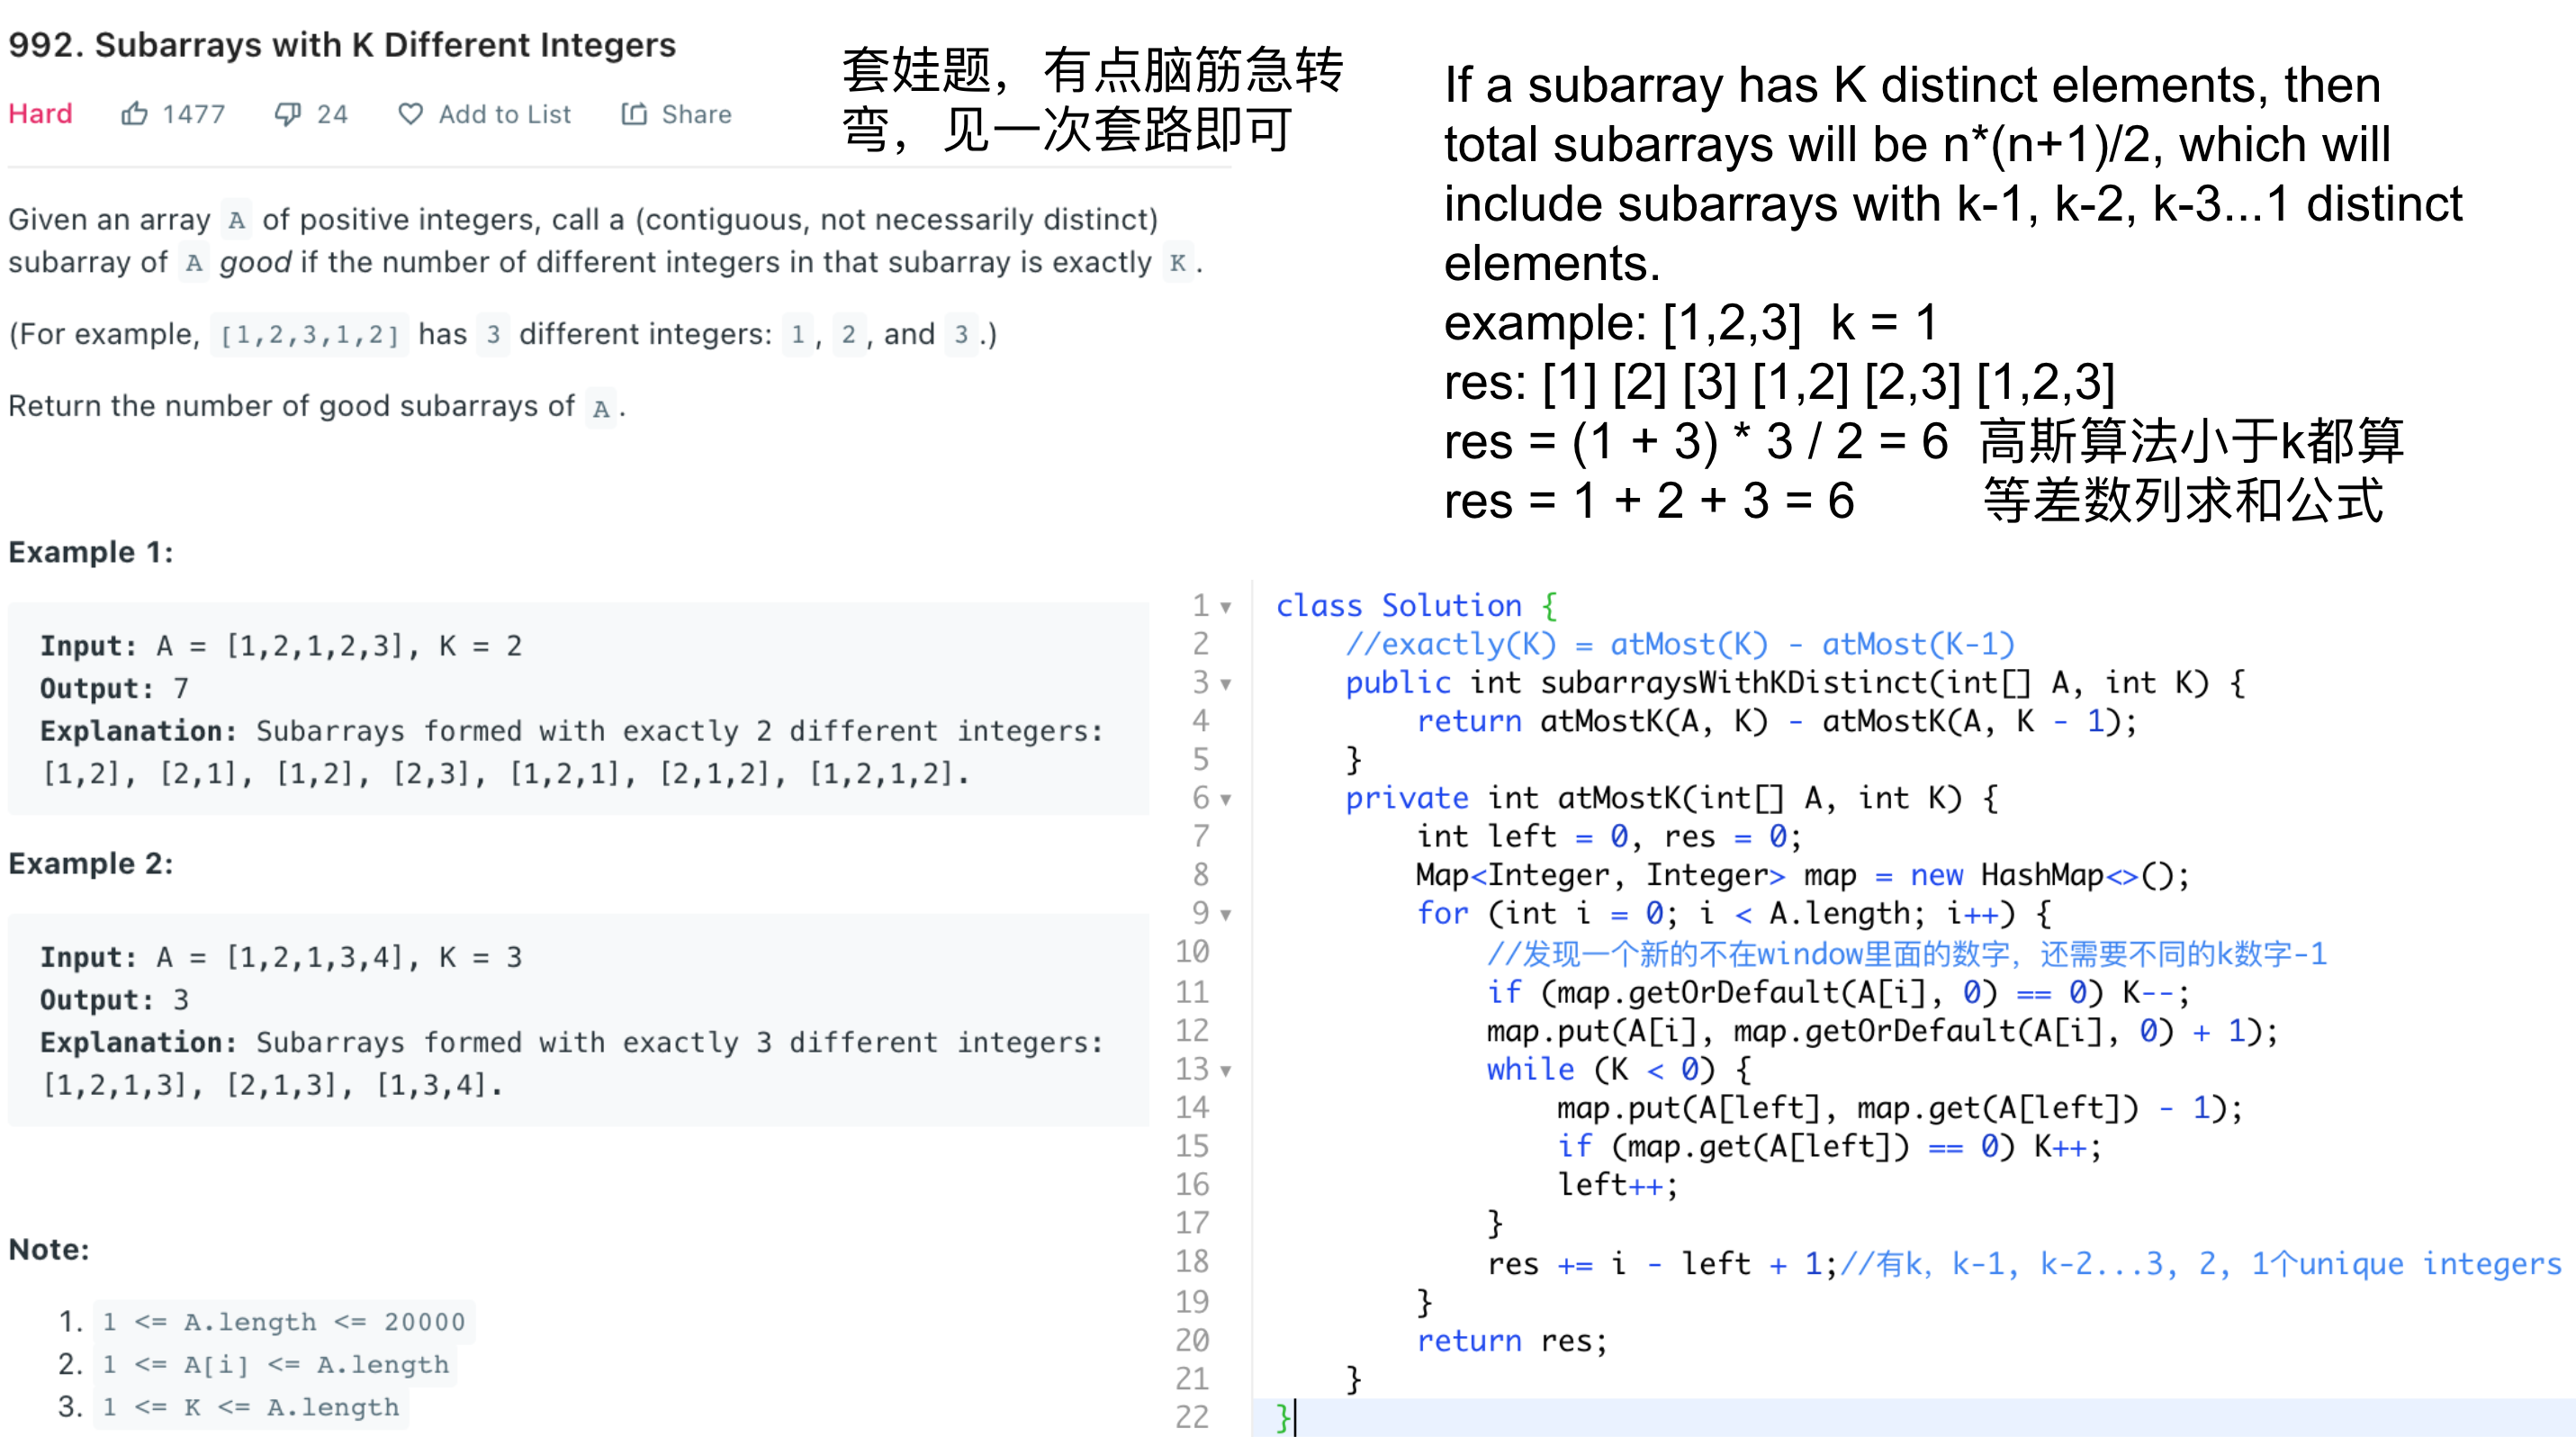 992. Subarrays with K Different Integers
Hard 1477 24 Add to List Share
套娃题，有点脑筋急转
弯，见一次套路即可
Given an array A of positive integers, call a (contiguous, not necessarily distinct)
subarray of A good if the number of different integers in that subarray is exactly K .
(For example, [1,2,3,1,2] has 3 different integers: 1 , 2 , and 3 .)
Return the number of good subarrays of A .
Example 1:
Input: A = [1,2,1,2,3], K = 2
Output: 7
Explanation: Subarrays formed with exactly 2 different integers:
[1,2], [2,1], [1,2], [2,3], [1,2,1], [2,1,2], [1,2,1,2].
Example 2:
Input: A = [1,2,1,3,4], K = 3
Output: 3
Explanation: Subarrays formed with exactly 3 different integers:
[1,2,1,3], [2,1,3], [1,3,4].
Note:
1. 1 <= A.length <= 20000
2. 1 <= A[i] <= A.length
3. 1 <= K <= A.length
If a subarray has K distinct elements, then
total subarrays will be n*(n+1)/2, which will
include subarrays with k-1, k-2, k-3...1 distinct
elements.
example: [1,2,3] k = 1
res: [1] [2] [3] [1,2] [2,3] [1,2,3]
res = (1 + 3) * 3 / 2 = 6 高斯算法小于k都算
res = 1 + 2 + 3 = 6 等差数列求和公式
1 class Solution {
2 //exactly(K) = atMost(K) - atMost(K-1)
3 public int subarraysWithKDistinct(int[] A, int K) {
4 return atMostK(A, K) - atMostK(A, K - 1);
5 }
6 private int atMostK(int[] A, int K) {
7 int left = 0, res = 0;
8 Map<Integer, Integer> map = new HashMap<>();
9 for (int i = 0; i < A.length; i++) {
10 //发现一个新的不在window里面的数字，还需要不同的k数字-1
11 if (map.getOrDefault(A[i], 0) == 0) K--;
12 map.put(A[i], map.getOrDefault(A[i], 0) + 1);
13 while (K < 0) {
14 map.put(A[left], map.get(A[left]) - 1);
15 if (map.get(A[left]) == 0) K++;
16 left++;
17 }
18 res += i - left + 1;//有k, k-1, k-2...3, 2, 1个unique integers
19 }
20 return res;
21 }
22 }